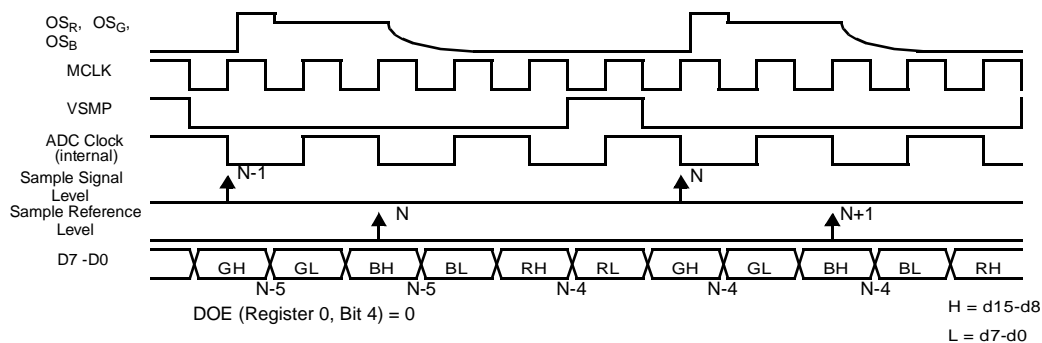 OSR, OSG,
OSB
MCLK
VSMP
ADC Clock
(internal)
Sample Signal
Level
N-1
N
Sample Reference
Level
N
N+1
D7 -D0
GH
GL
BH
BL
RH
RL
GH
GL
BH
BL
RH
N-5
N-5
N-4
N-4
N-4
DOE (Register 0, Bit 4) = 0
H = d15-d8
L = d7-d0